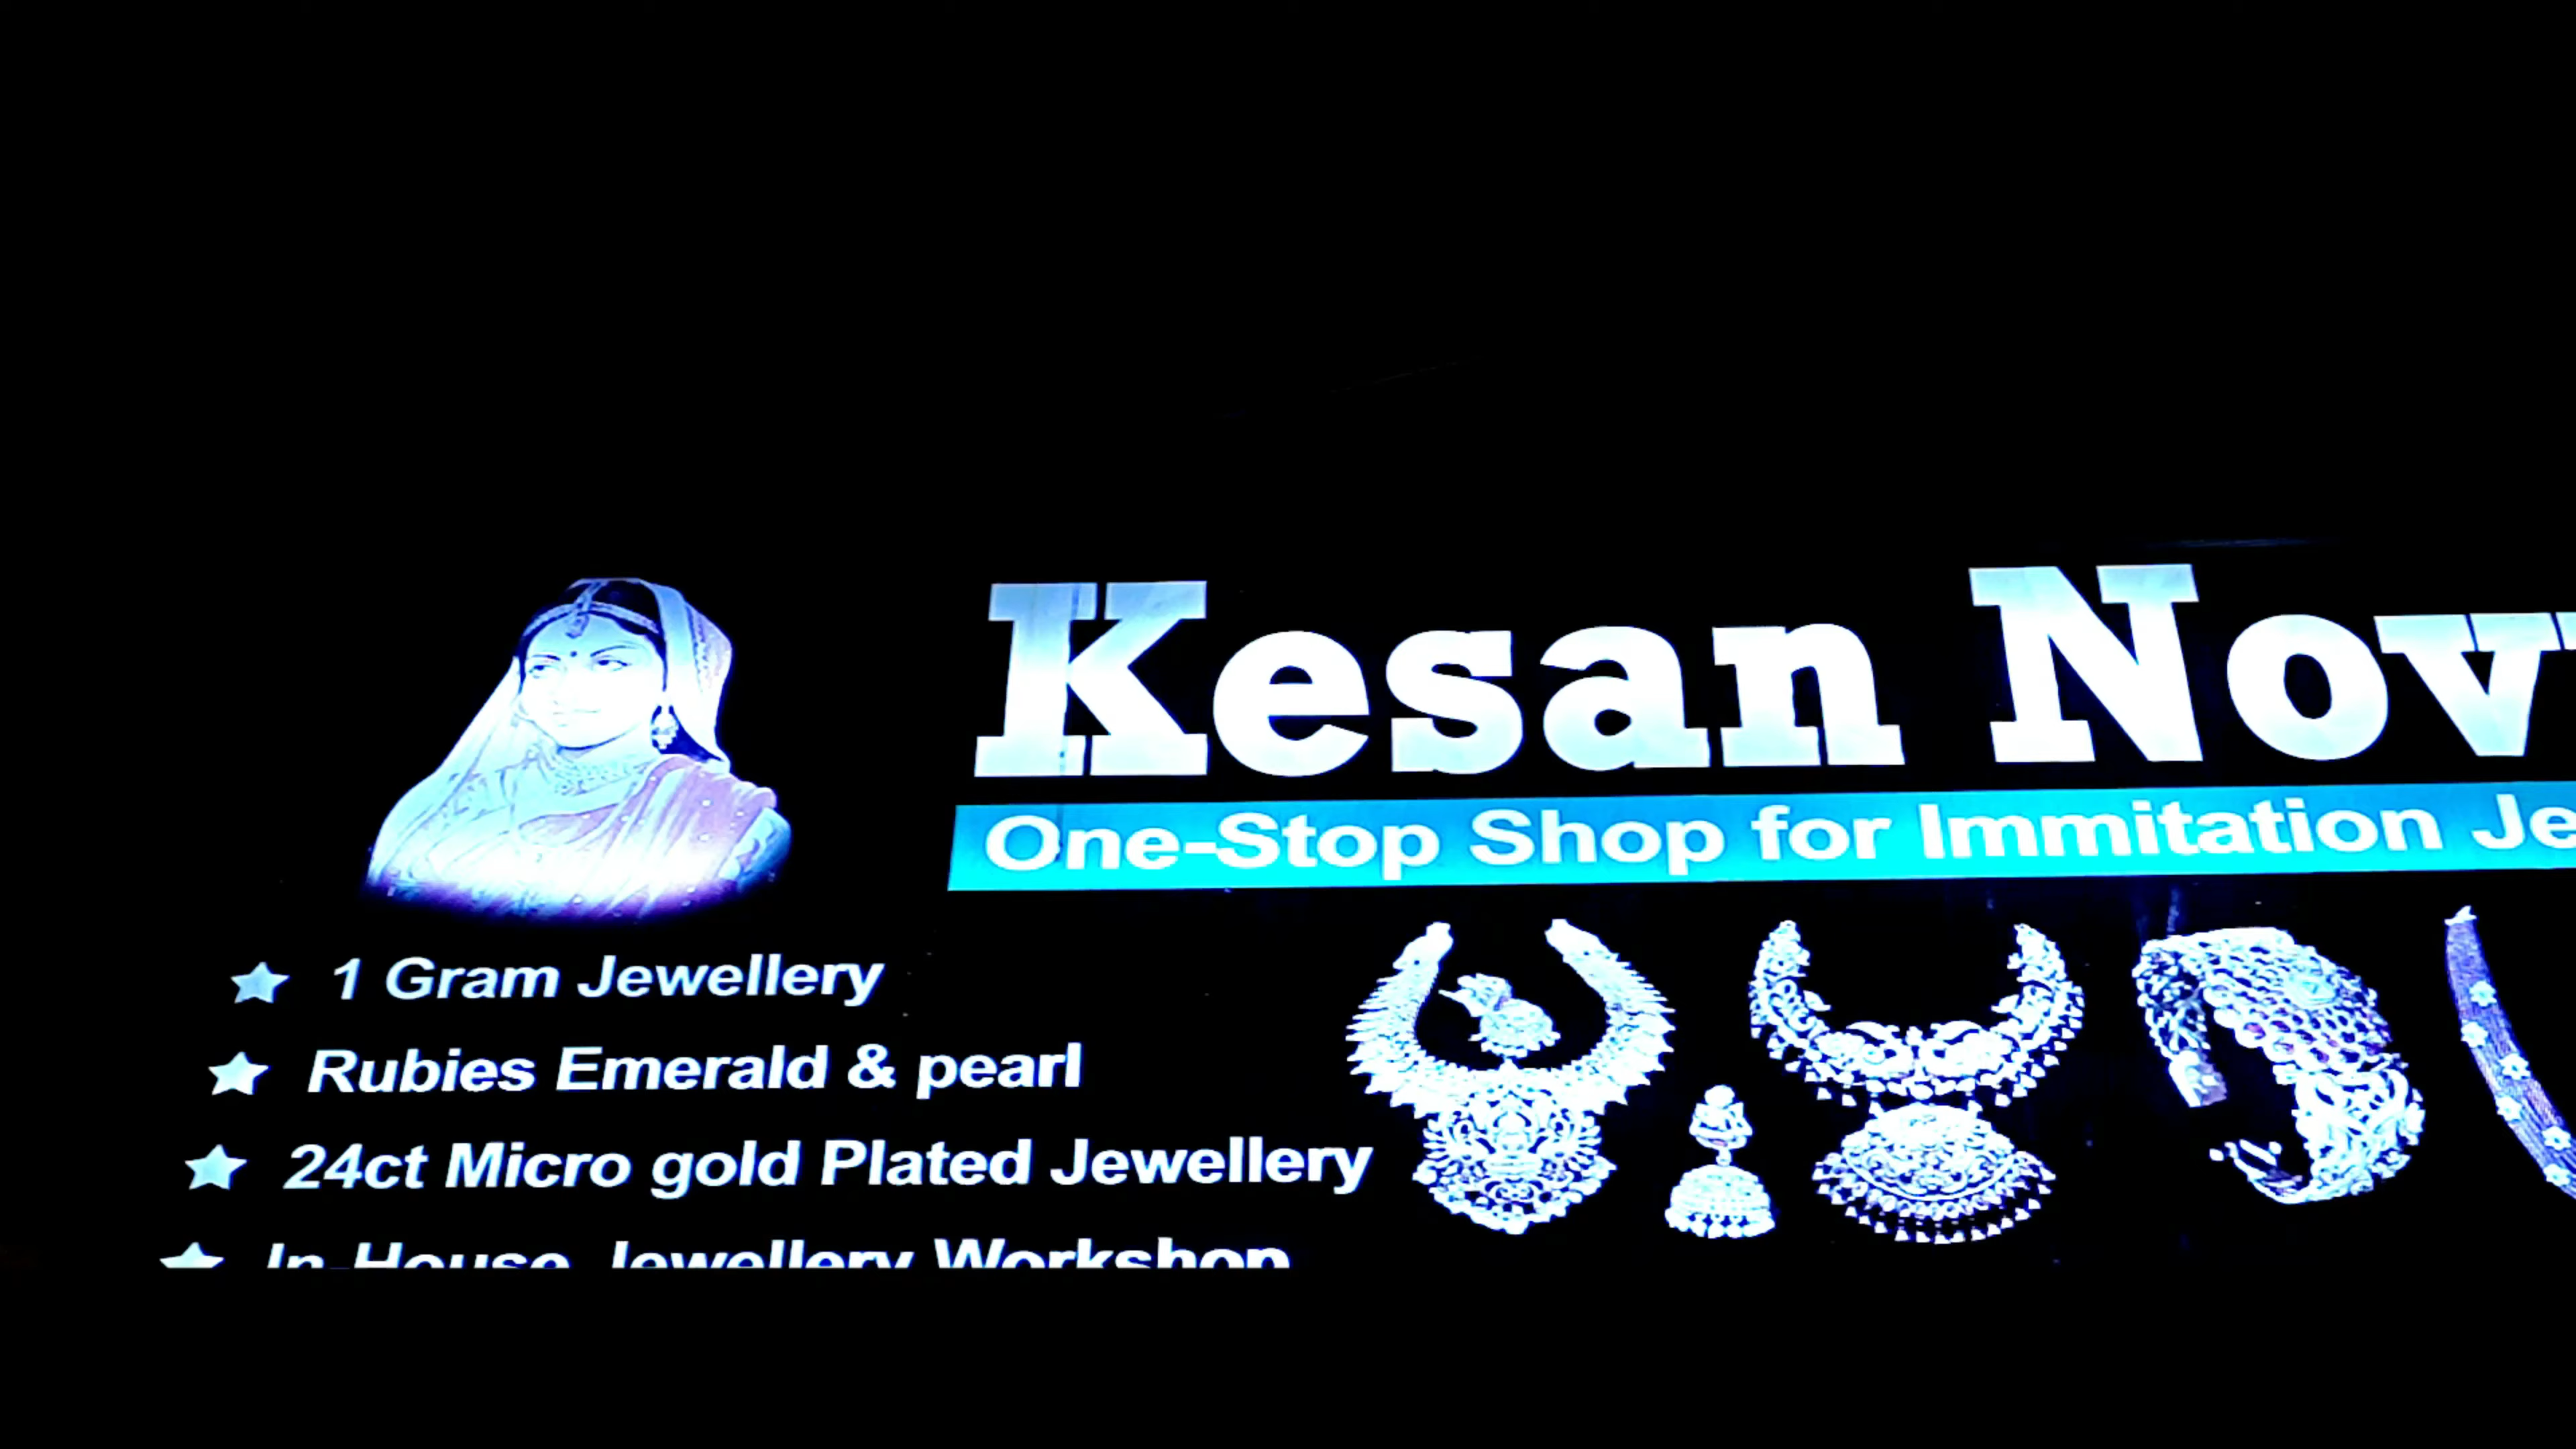 Kesan Nov
One-Stop Shop for Immitation Je
1 Gram Jewellery
Rubies Emerald & pearl
24ct Micro gold Plated Jewellery
In-House Jewellery Workshop